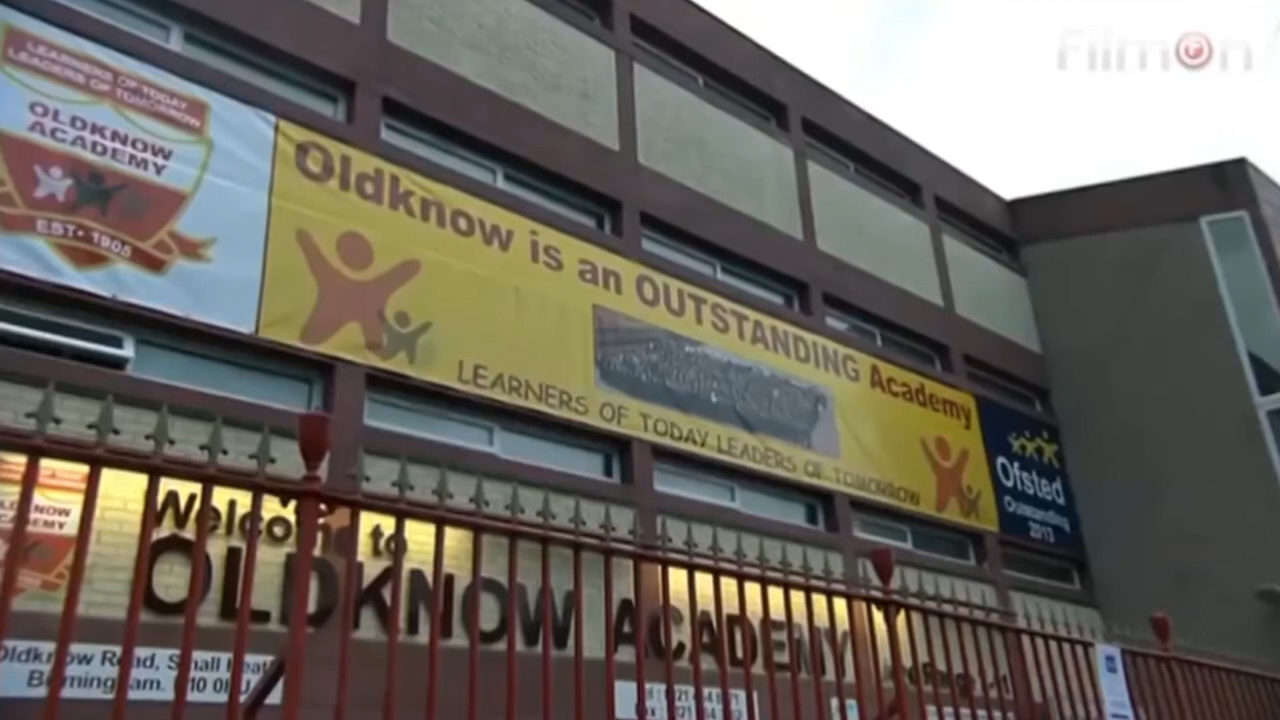 FilmOn
LEARNERS OF TODAY
LEADERS OF TOMORROW
OLDKNOW
ACADEMY
EST• 1905
Oldknow is an OUTSTANDING Academy
LEARNERS OF TODAY LEADERS OF TOMORROW
Ofsted
Outstanding
2013
Welcome to
OLDKNOW ACADEMY
ACADEMY
Oldknow Road, Small Heath
Birmingham.